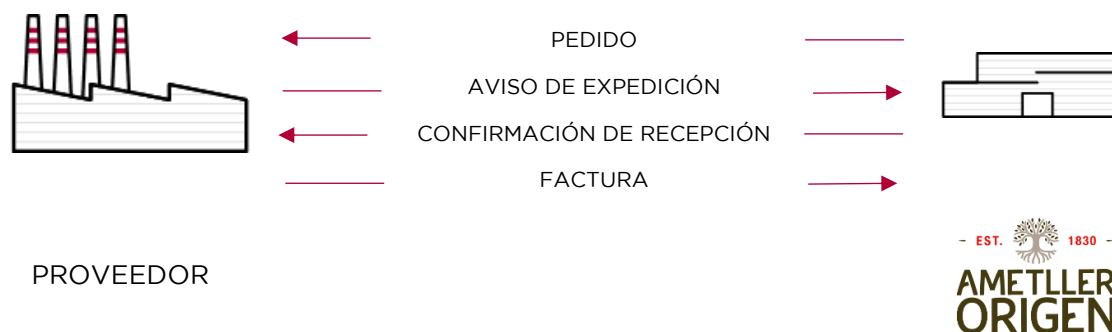 PEDIDO
AVISO DE EXPEDICIÓN
CONFIRMACIÓN DE RECEPCIÓN
FACTURA
PROVEEDOR
- EST. 1830 -
AMETLLER
ORIGEN